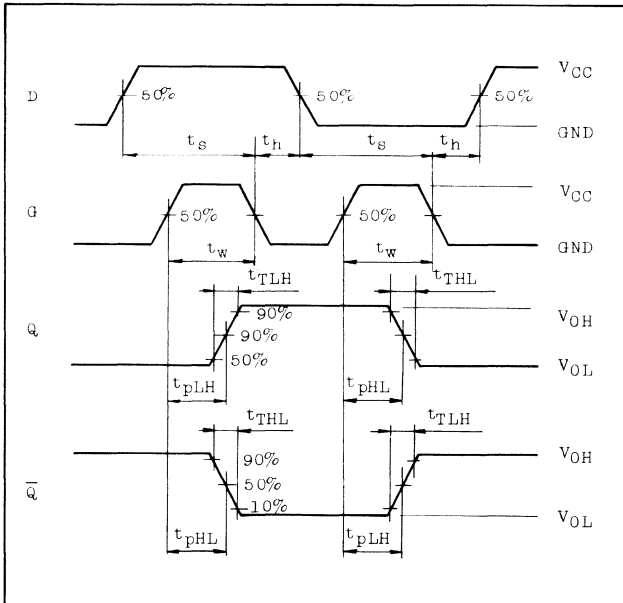 VCC
D 50% 50% 50%
GND
ts th ts th
VCC
G 50% 50%
GND
tw tw
tTLH tTHL
90% VOH
Q 90%
50% VOL
tpLH tpHL
tTHL tTLH
90% VOH
Q̅ 50%
10% VOL
tpHL tpLH